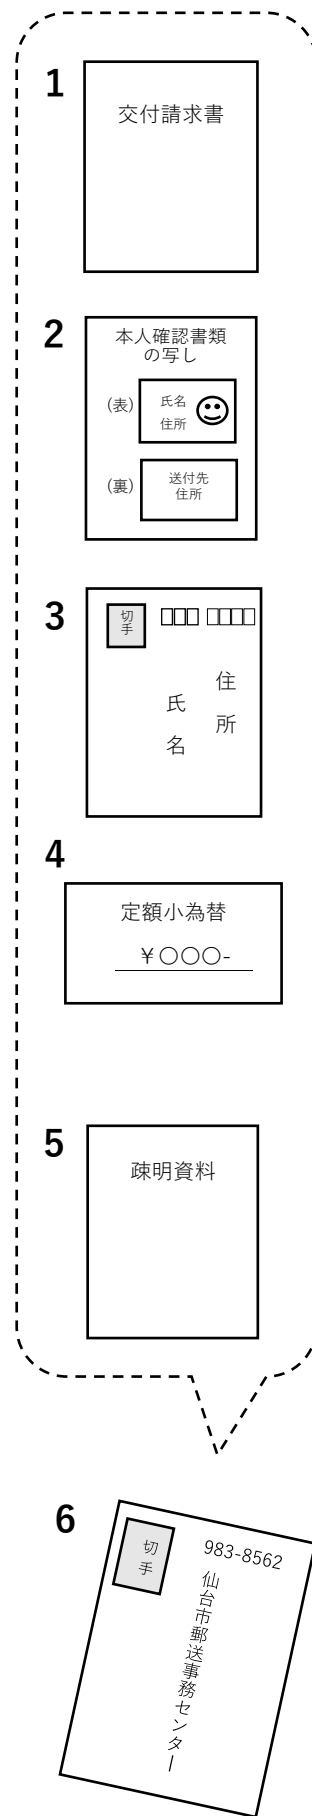 1
交付請求書
2
本人確認書類
の写し
(表)
氏名
住所
(裏)
送付先
住所
3
切手
住所
氏名
4
定額小為替
￥〇〇〇-
5
疎明資料
6
切手
983-8562
仙台市郵送事務センター